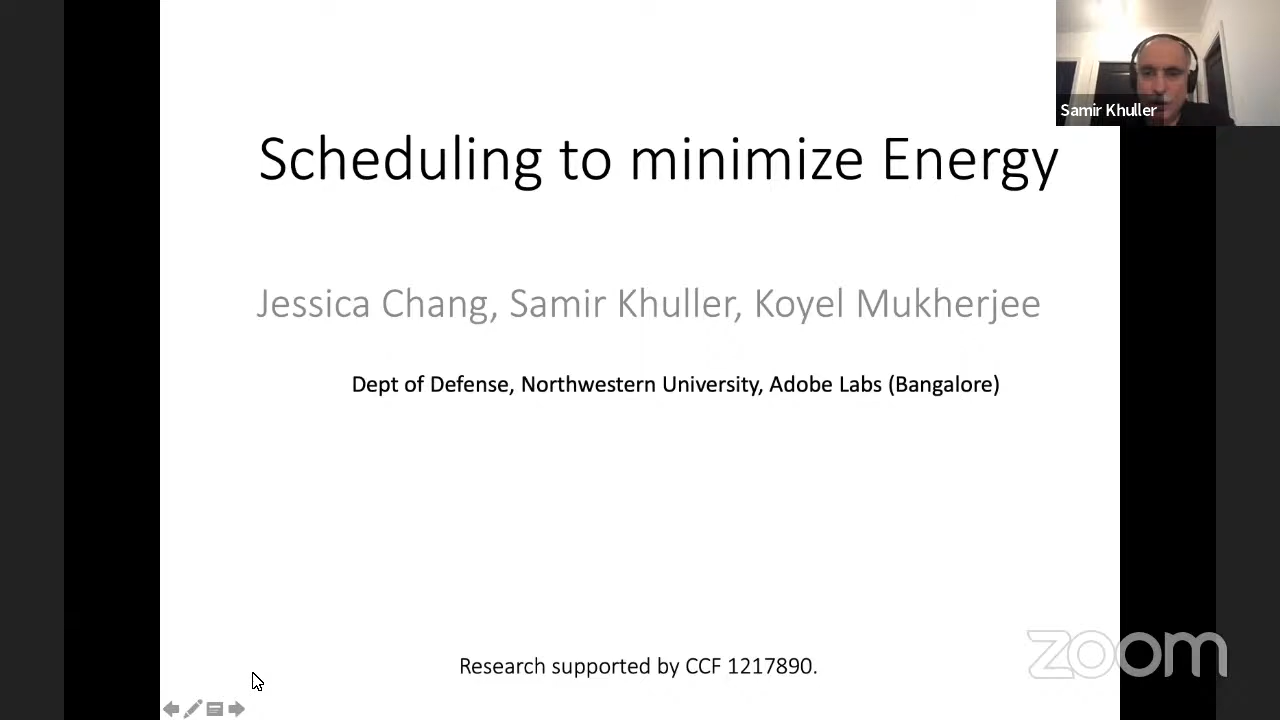 Samir Khuller
Scheduling to minimize Energy
Jessica Chang, Samir Khuller, Koyel Mukherjee
Dept of Defense, Northwestern University, Adobe Labs (Bangalore)
Research supported by CCF 1217890.
zoom